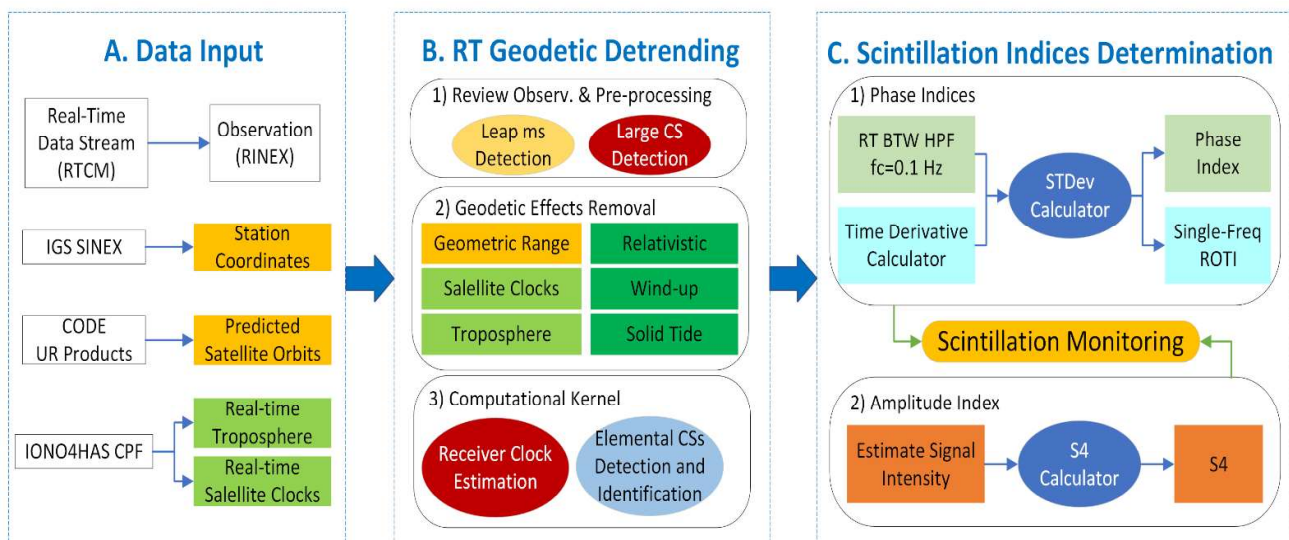 A. Data Input
Real-Time
Data Stream
(RTCM)
Observation
(RINEX)
IGS SINEX
Station
Coordinates
CODE
UR Products
Predicted
Satellite Orbits
IONO4HAS CPF
Real-time
Troposphere
Real-time
Salellite Clocks
B. RT Geodetic Detrending
1) Review Observ. & Pre-processing
Leap ms
Detection
Large CS
Detection
2) Geodetic Effects Removal
Geometric Range
Relativistic
Salellite Clocks
Wind-up
Troposphere
Solid Tide
3) Computational Kernel
Receiver Clock
Estimation
Elemental CSs
Detection and
Identification
C. Scintillation Indices Determination
1) Phase Indices
RT BTW HPF
fc=0.1 Hz
Time Derivative
Calculator
STDev
Calculator
Phase
Index
Single-Freq
ROTI
Scintillation Monitoring
2) Amplitude Index
Estimate Signal
Intensity
S4
Calculator
S4